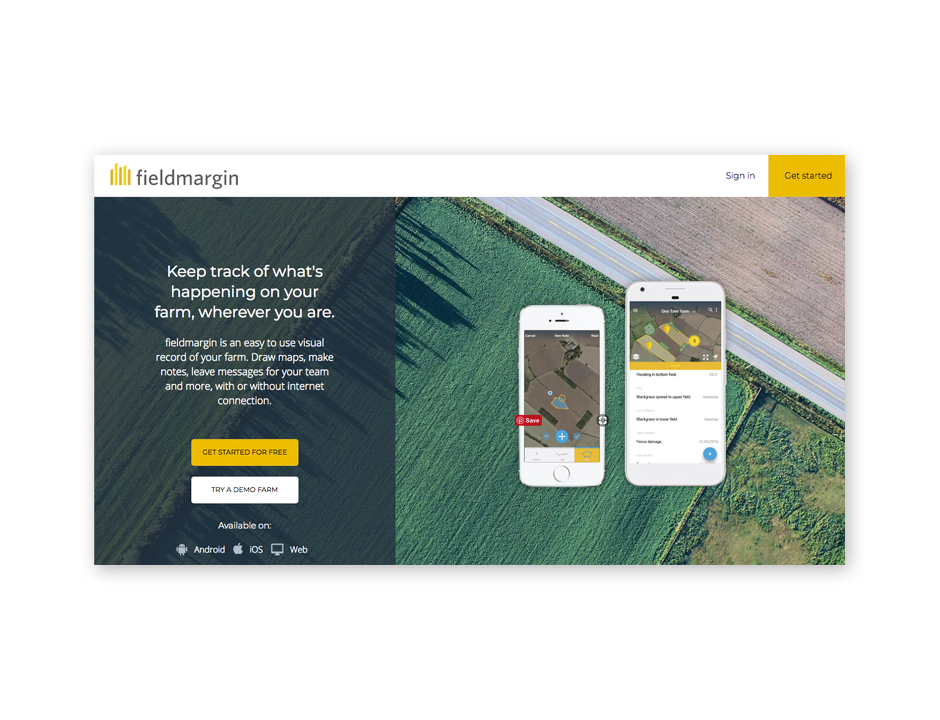 fieldmargin
Sign in
Get started
Keep track of what's
happening on your
farm, wherever you are.
fieldmargin is an easy to use visual
record of your farm. Draw maps, make
notes, leave messages for your team
and more, with or without internet
connection.
GET STARTED FOR FREE
TRY A DEMO FARM
Available on:
Android iOS Web
Cancel New Note Next
Save
One Tree Farm
Flooding in bottom field.
Blackgrass spread to upper field
Yesterday
Blackgrass in lower field.
Yesterday
Fence damage.